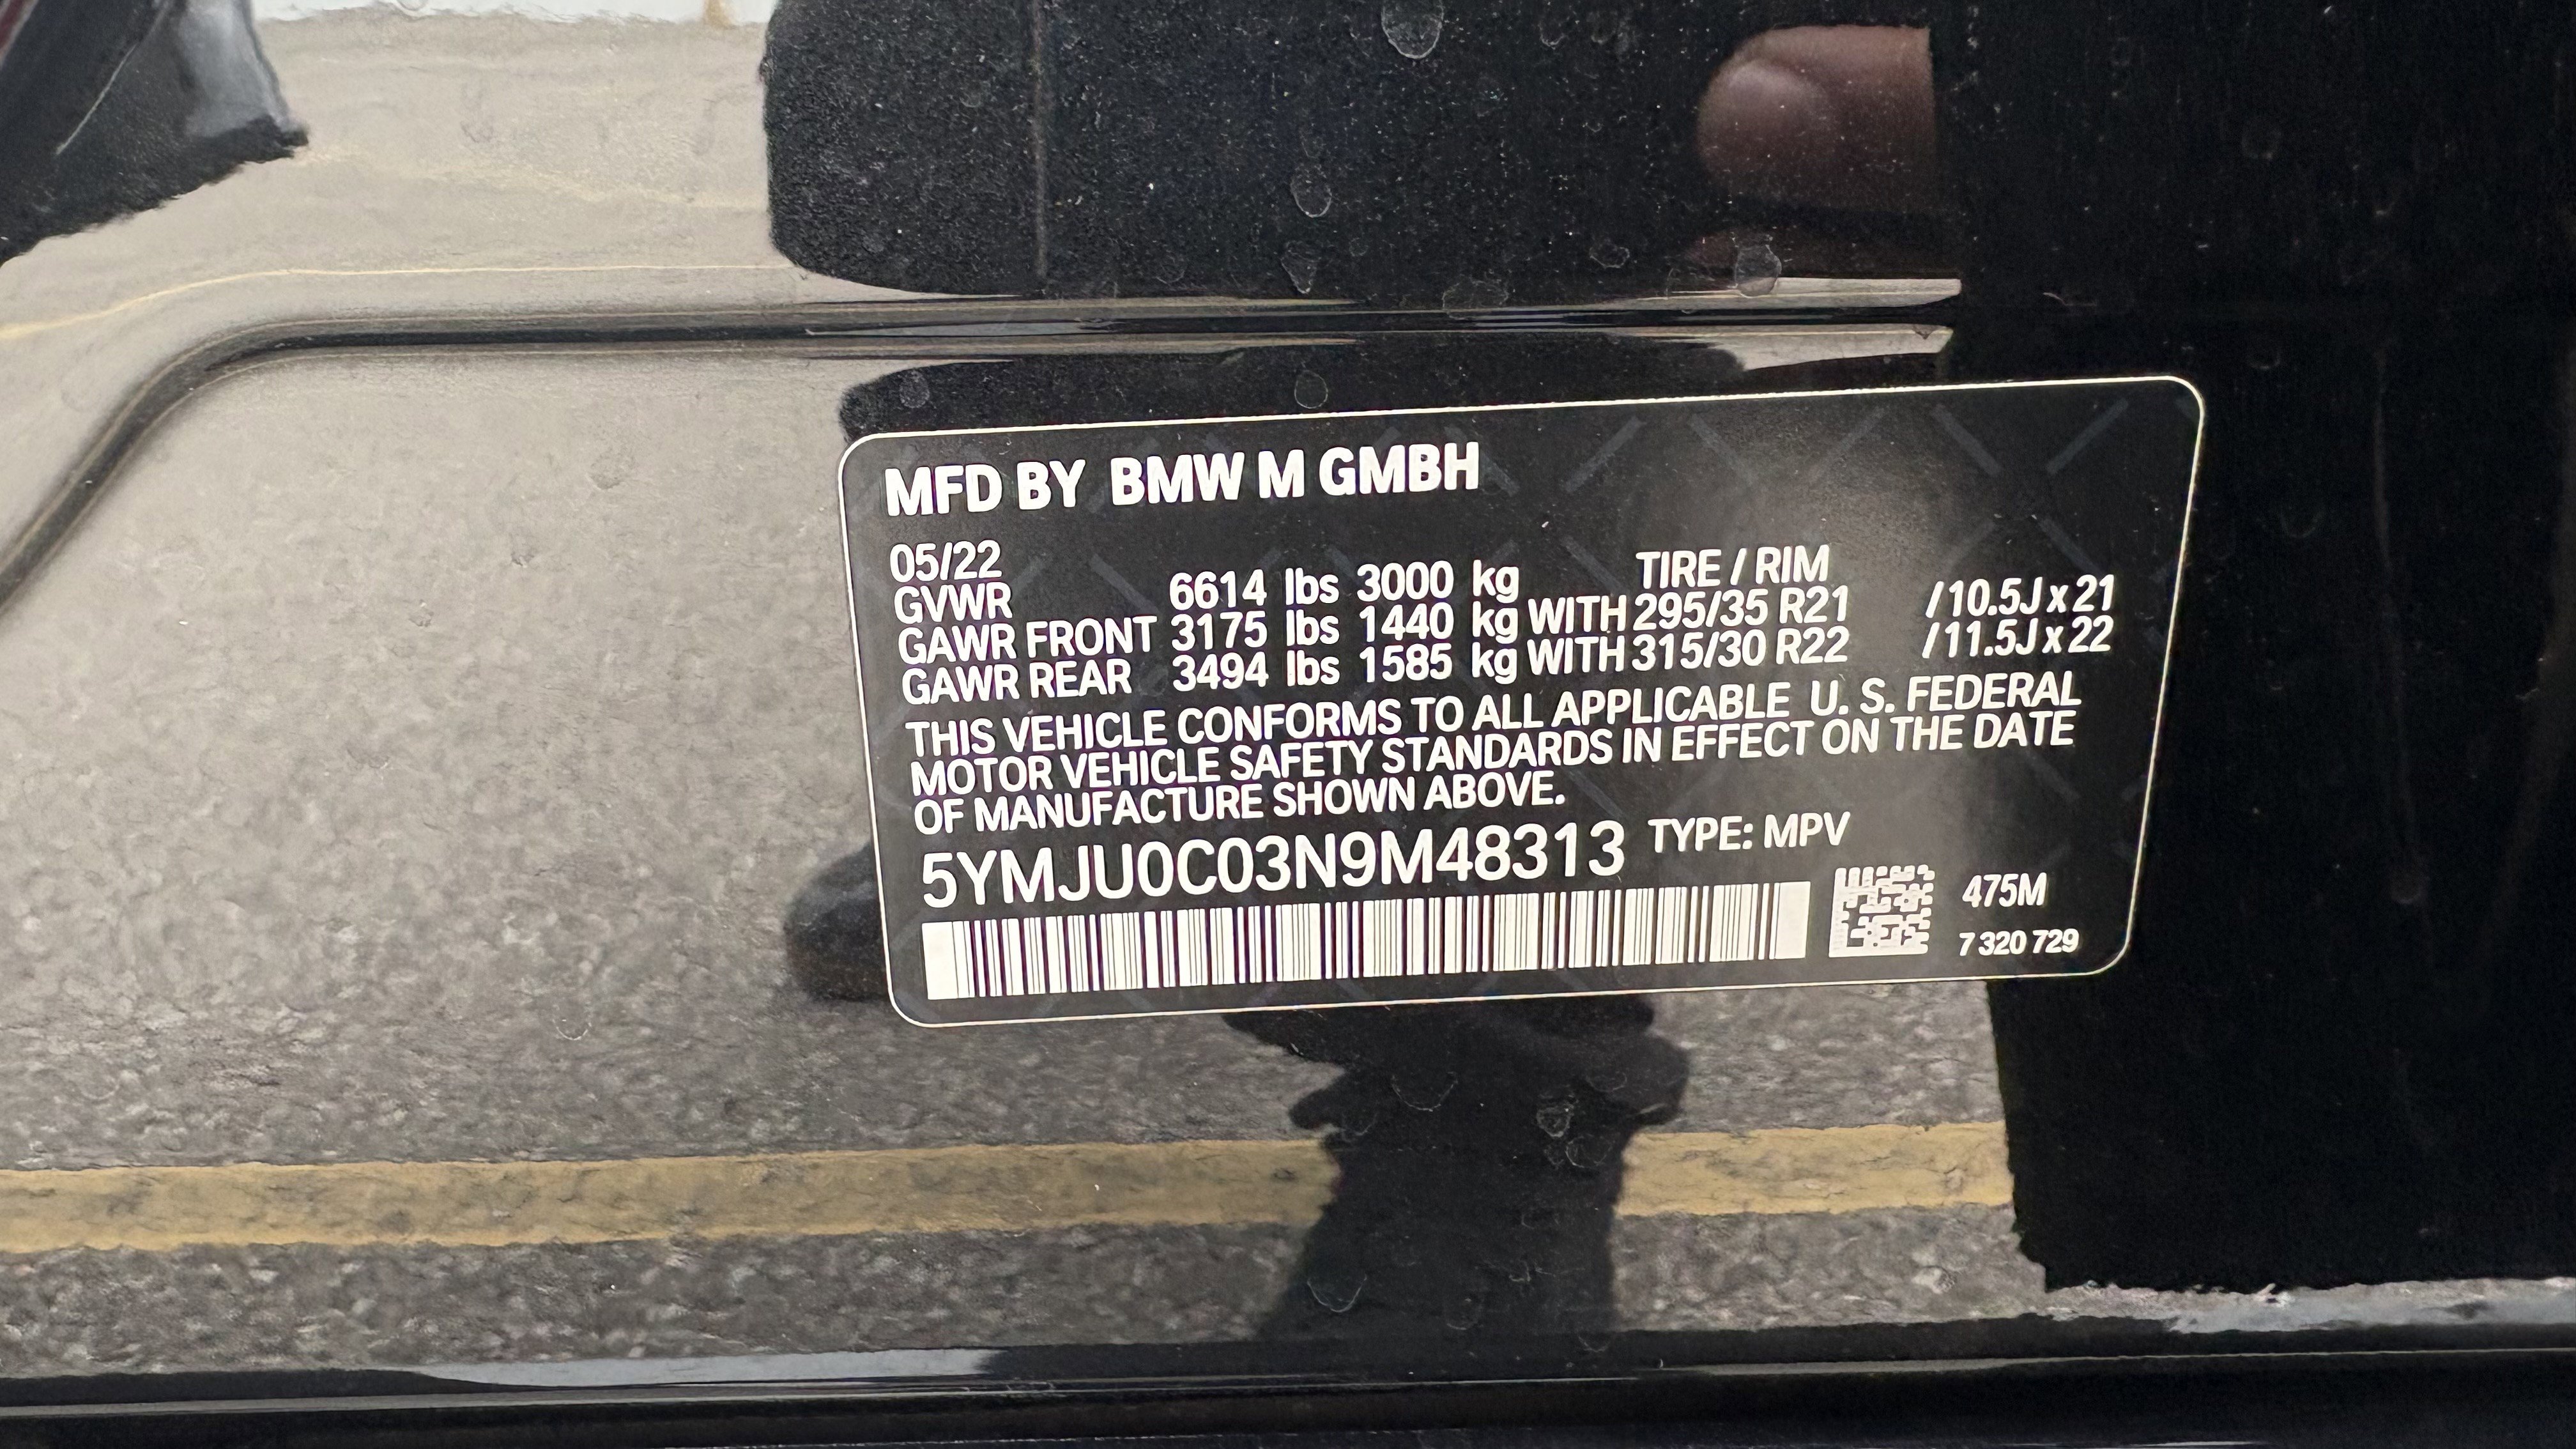 MFD BY BMW M GMBH
05/22
GVWR 6614 lbs 3000 kg TIRE / RIM
GAWR FRONT 3175 lbs 1440 kg WITH 295/35 R21 /10.5J x 21
GAWR REAR 3494 lbs 1585 kg WITH 315/30 R22 /11.5J x 22
THIS VEHICLE CONFORMS TO ALL APPLICABLE U. S. FEDERAL
MOTOR VEHICLE SAFETY STANDARDS IN EFFECT ON THE DATE
OF MANUFACTURE SHOWN ABOVE.
5YMJU0C03N9M48313 TYPE: MPV
475M
7 320 729